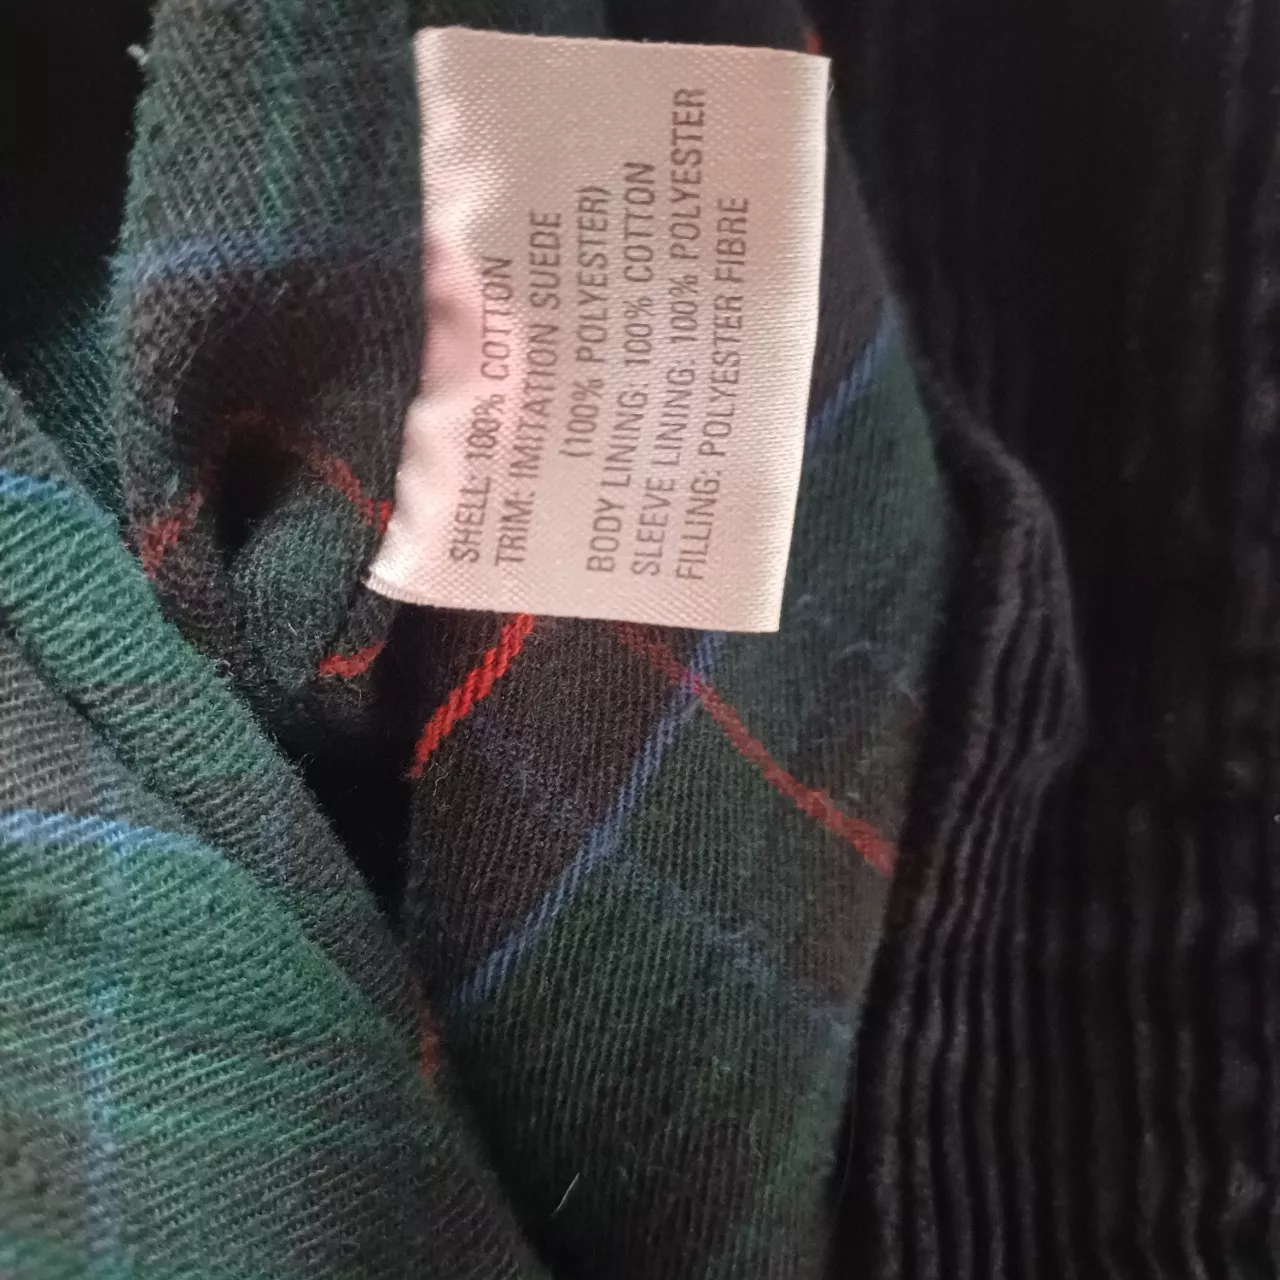 SHELL: 100% COTTON
TRIM: IMITATION SUEDE
(100% POLYESTER)
BODY LINING: 100% COTTON
SLEEVE LINING: 100% POLYESTER
FILLING: POLYESTER FIBRE